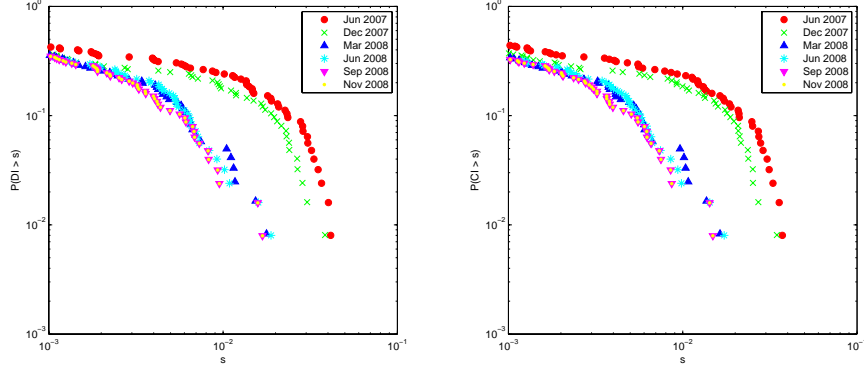 10^0
10^-1
10^-2
10^-3
10^-3
10^-2
10^-1
P(DI > s)
s
Jun 2007
Dec 2007
Mar 2008
Jun 2008
Sep 2008
Nov 2008
10^0
10^-1
10^-2
10^-3
10^-3
10^-2
10^-1
P(CI > s)
s
Jun 2007
Dec 2007
Mar 2008
Jun 2008
Sep 2008
Nov 2008